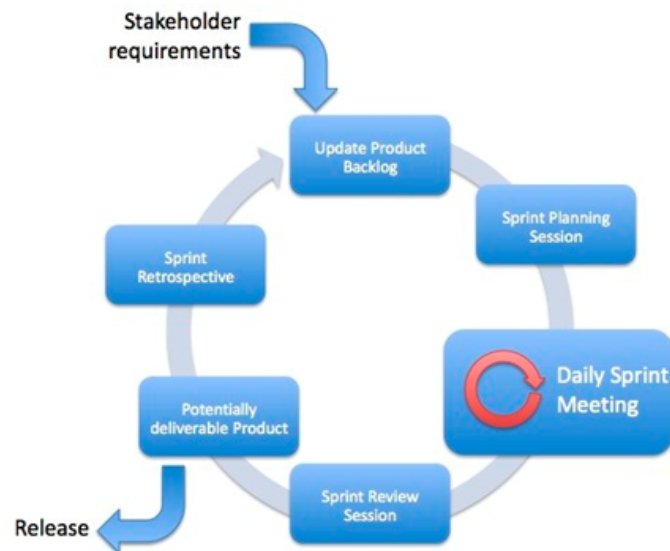 Stakeholder
requirements
Update Product
Backlog
Sprint Planning
Session
Daily Sprint
Meeting
Sprint Review
Session
Potentially
deliverable Product
Release
Sprint
Retrospective